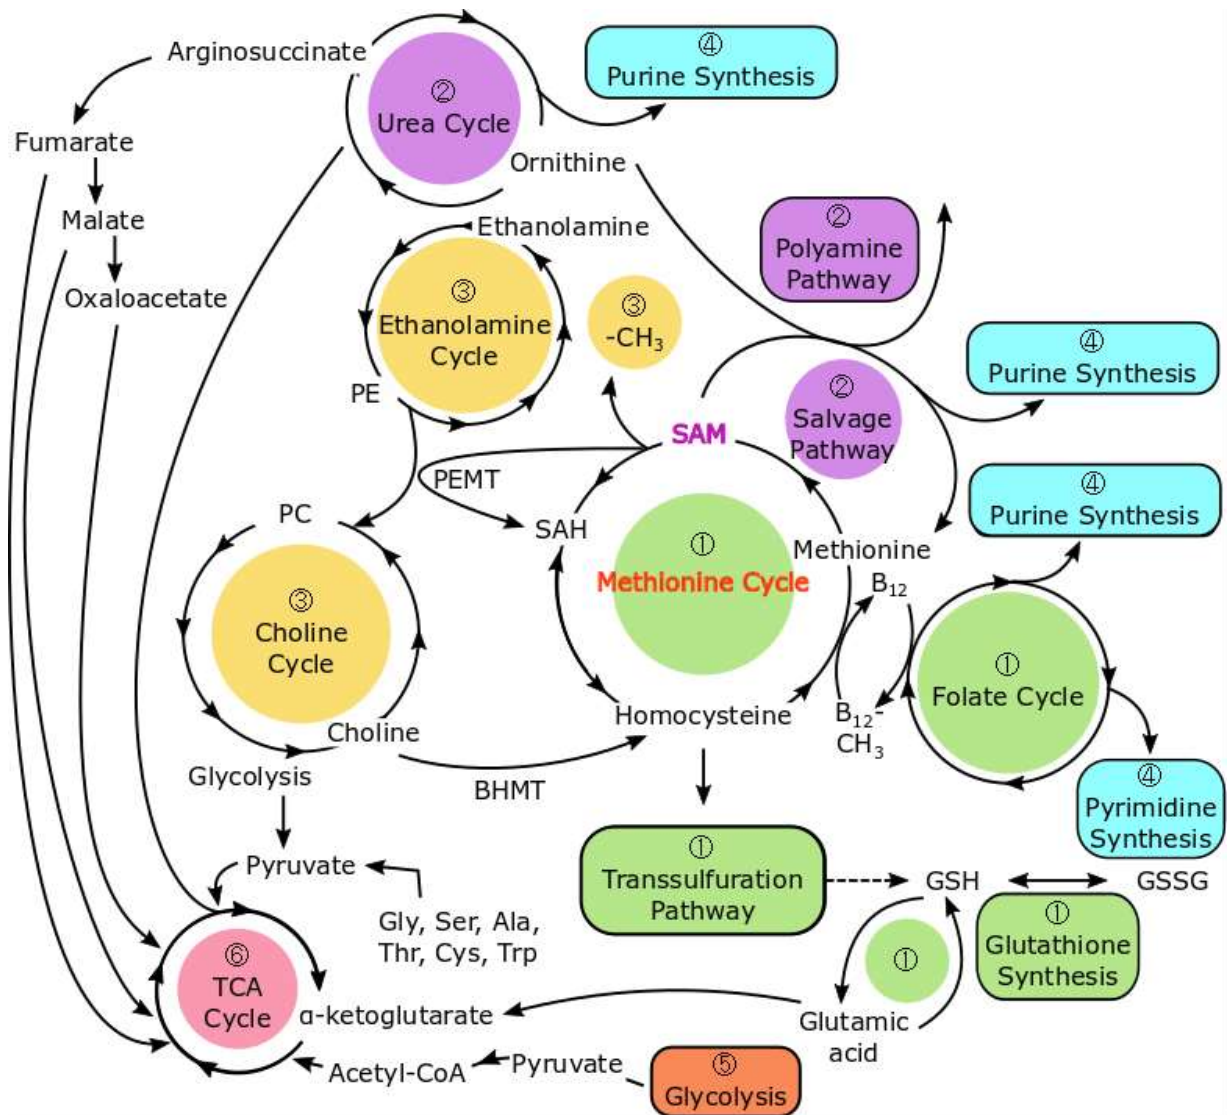 Arginosuccinate
②
Urea Cycle
④
Purine Synthesis
Fumarate
Ornithine
Malate
Ethanolamine
②
Polyamine
Pathway
Oxaloacetate
③
Ethanolamine
Cycle
③
-CH₃
④
Purine Synthesis
PE
②
Salvage
Pathway
SAM
PEMT
④
Purine Synthesis
PC
SAH
①
Methionine Cycle
Methionine
B₁₂
③
Choline
Cycle
①
Folate Cycle
Choline
Homocysteine
B₁₂-
CH₃
Glycolysis
BHMT
④
Pyrimidine
Synthesis
Pyruvate
①
Transsulfuration
Pathway
GSH
GSSG
Gly, Ser, Ala,
Thr, Cys, Trp
①
①
Glutathione
Synthesis
⑥
TCA
Cycle
α-ketoglutarate
Glutamic
acid
Acetyl-CoA
Pyruvate
⑤
Glycolysis